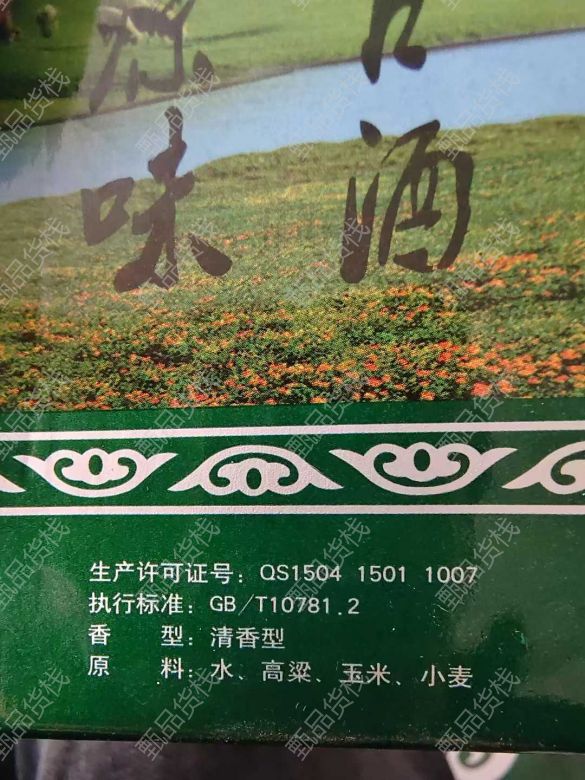 味
酒
生产许可证号：QS1504 1501 1007
执行标准：GB/T10781.2
香　　型：清香型
原　　料：水、高粱、玉米、小麦
甄品货栈